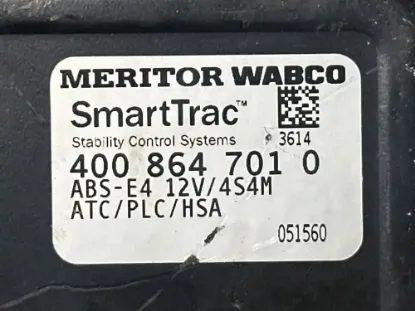 MERITOR WABCO
SmartTrac™
Stability Control Systems
3614
400 864 701 0
ABS-E4 12V/4S4M
ATC/PLC/HSA
051560